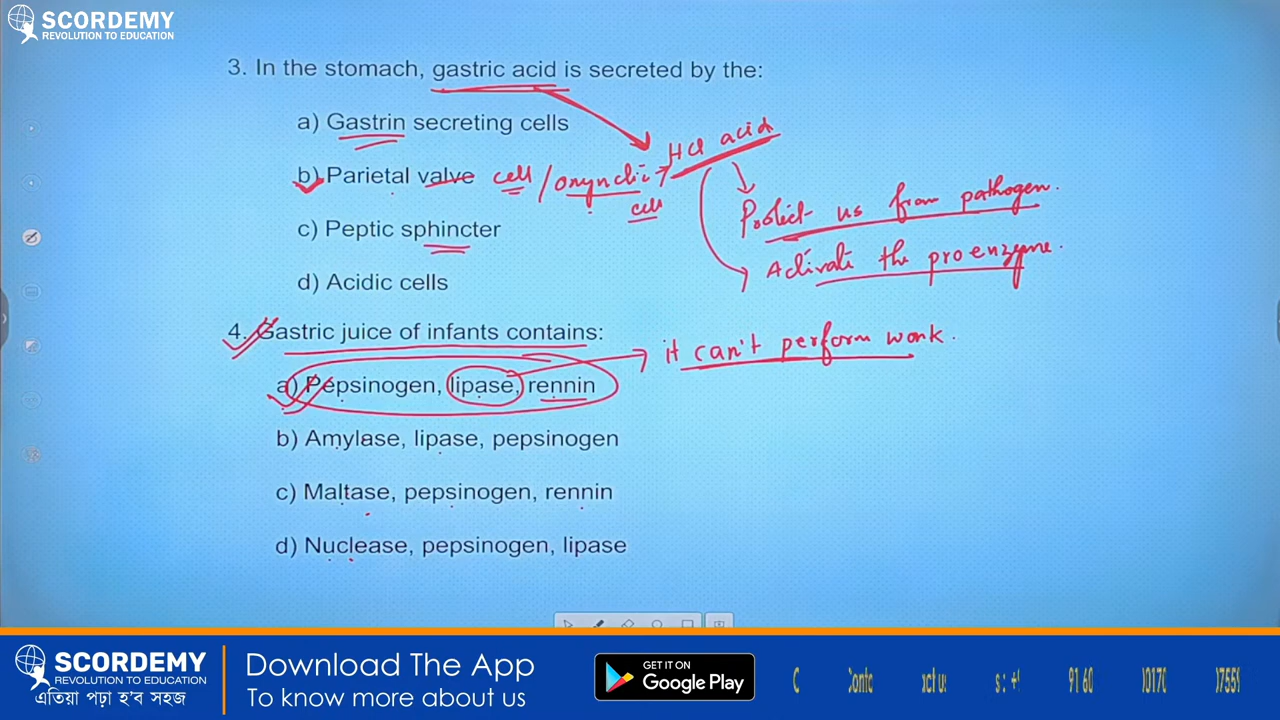 SCORDEMY
REVOLUTION TO EDUCATION
3. In the stomach, gastric acid is secreted by the:
a) Gastrin secreting cells
HCl acid
b) Parietal valve cell / oxynctic cell
Protect us from pathogen.
c) Peptic sphincter
Activate the proenzyme.
d) Acidic cells
4. Gastric juice of infants contains:
it can't perform work.
a) Pepsinogen, lipase, rennin
b) Amylase, lipase, pepsinogen
c) Maltase, pepsinogen, rennin
d) Nuclease, pepsinogen, lipase
SCORDEMY
REVOLUTION TO EDUCATION
এতিয়া পঢ়া হ'ব সহজ
Download The App
To know more about us
GET IT ON
Google Play